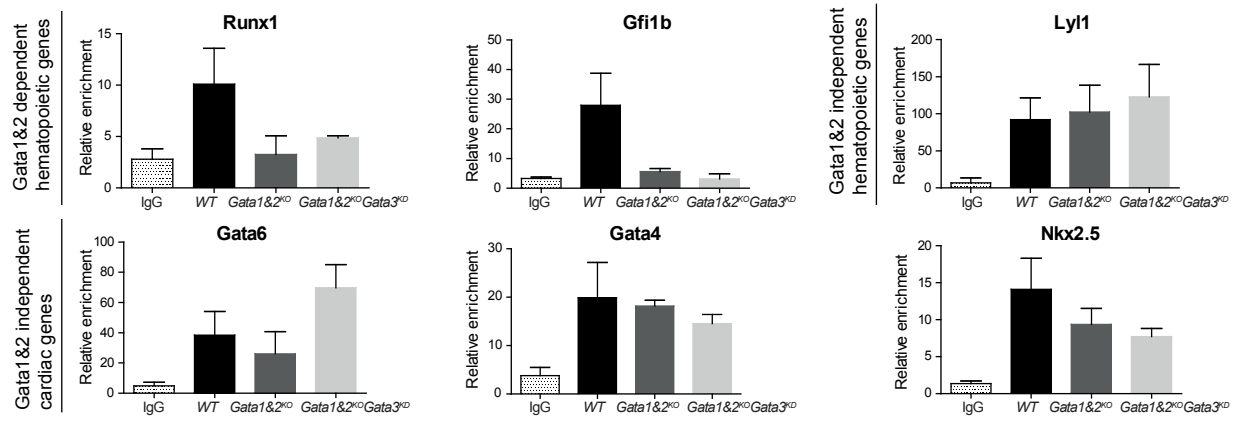 Gata1&2 dependent
hematopoietic genes
Runx1
Relative enrichment
15
10
5
0
IgG
WT
Gata1&2KO
Gata1&2KOGata3KD
Gfi1b
Relative enrichment
50
40
30
20
10
0
IgG
WT
Gata1&2KO
Gata1&2KOGata3KD
Gata1&2 independent
hematopoietic genes
Lyl1
Relative enrichment
200
150
100
50
0
IgG
WT
Gata1&2KO
Gata1&2KOGata3KD
Gata1&2 independent
cardiac genes
Gata6
Relative enrichment
100
80
60
40
20
0
IgG
WT
Gata1&2KO
Gata1&2KOGata3KD
Gata4
Relative enrichment
30
20
10
0
IgG
WT
Gata1&2KO
Gata1&2KOGata3KD
Nkx2.5
Relative enrichment
20
15
10
5
0
IgG
WT
Gata1&2KO
Gata1&2KOGata3KD